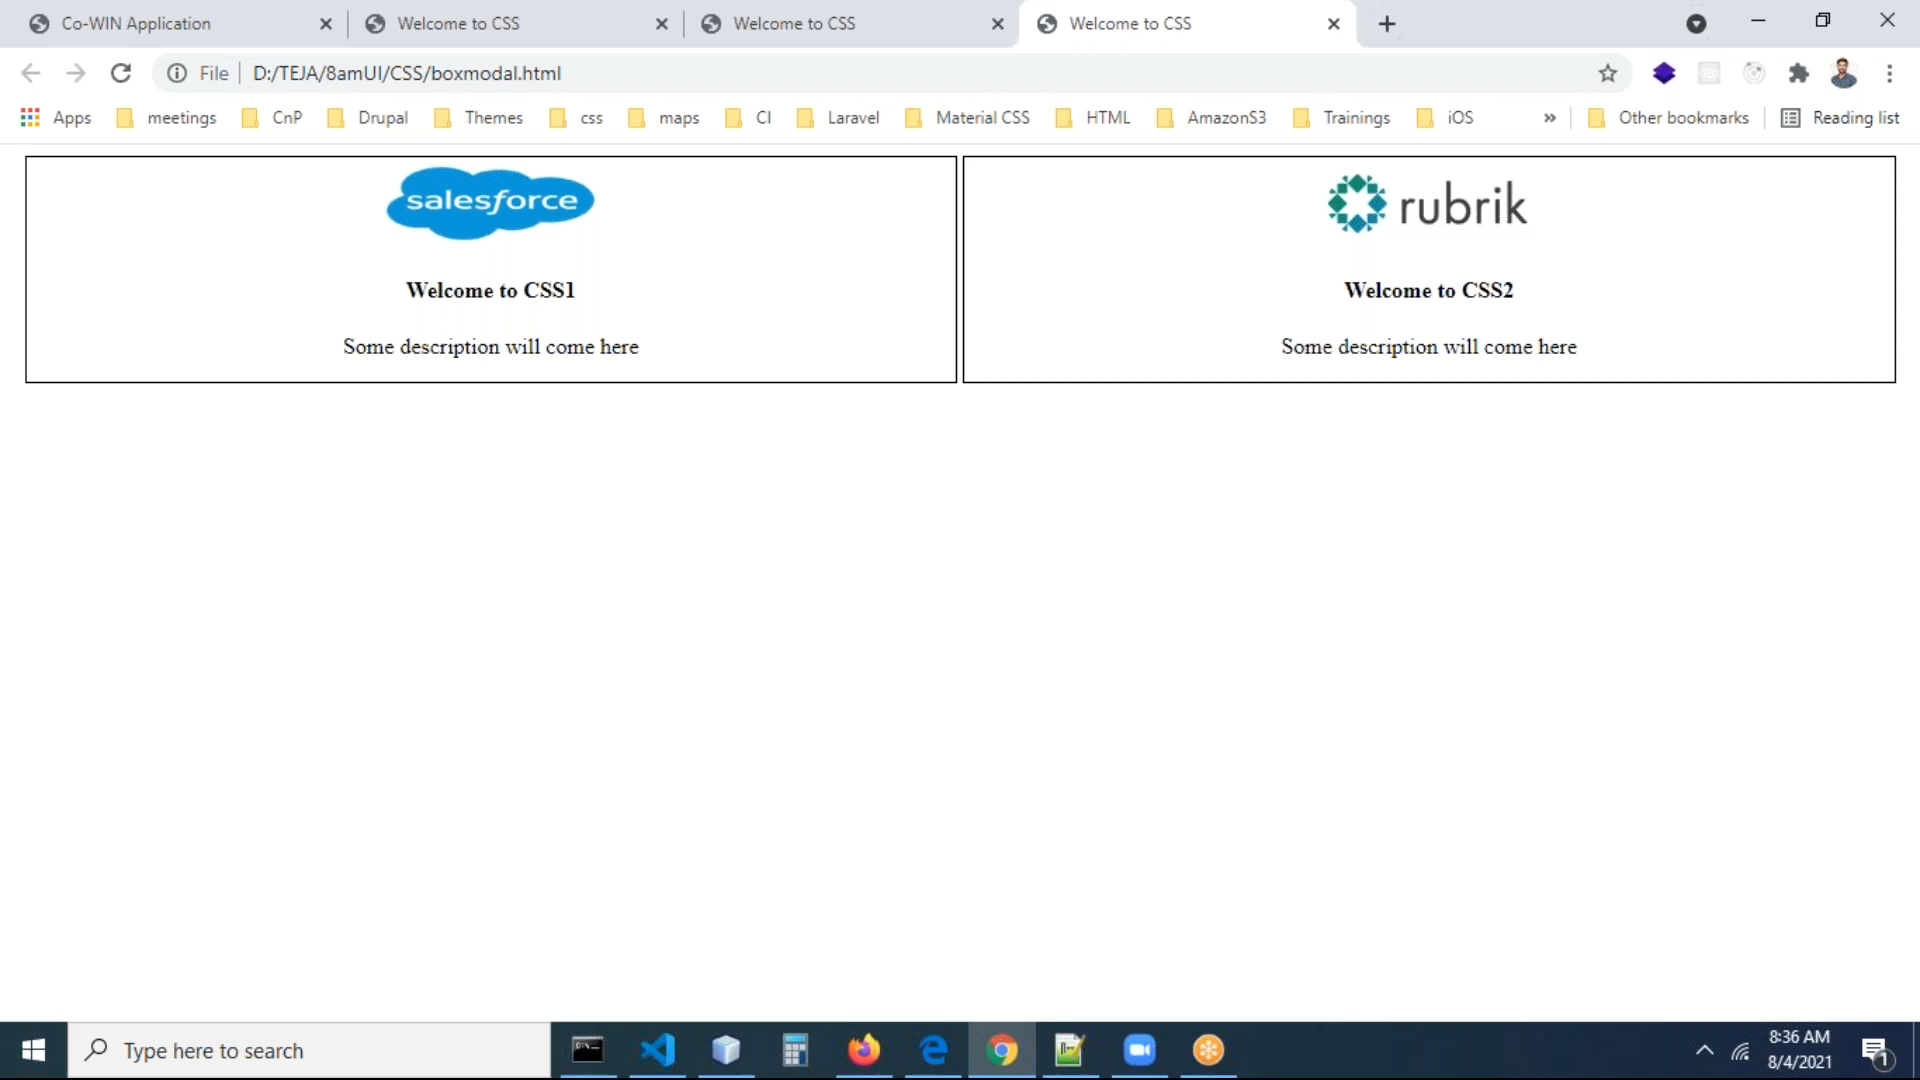 Co-WIN Application
Welcome to CSS
Welcome to CSS
Welcome to CSS
File
D:/TEJA/8amUI/CSS/boxmodal.html
Apps
meetings
CnP
Drupal
Themes
css
maps
CI
Laravel
Material CSS
HTML
AmazonS3
Trainings
iOS
»
Other bookmarks
Reading list
salesforce
rubrik
Welcome to CSS1
Welcome to CSS2
Some description will come here
Some description will come here
Type here to search
8:36 AM
8/4/2021
1